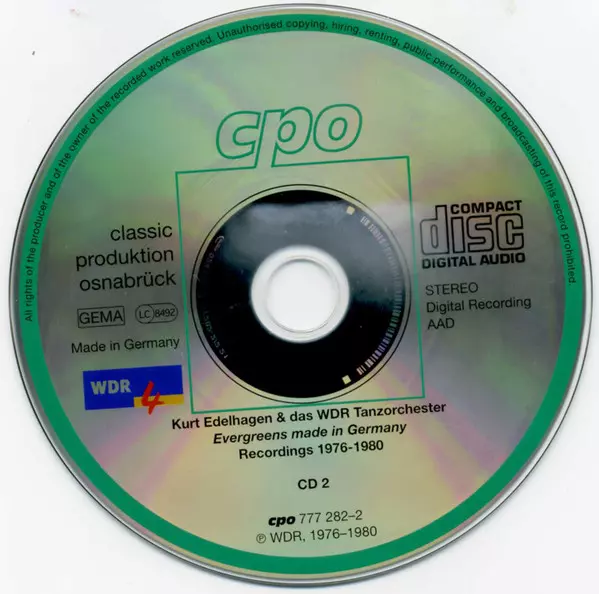 All rights of the producer and of the owner of the recorded work reserved. Unauthorised copying, hiring, renting, public performance and broadcasting of this record prohibited.
cpo
classic
produktion
osnabrück
GEMA
LC 8492
Made in Germany
WDR 4
COMPACT
disc
DIGITAL AUDIO
STEREO
Digital Recording
AAD
Kurt Edelhagen & das WDR Tanzorchester
Evergreens made in Germany
Recordings 1976-1980
CD 2
cpo 777 282–2
℗ WDR, 1976–1980